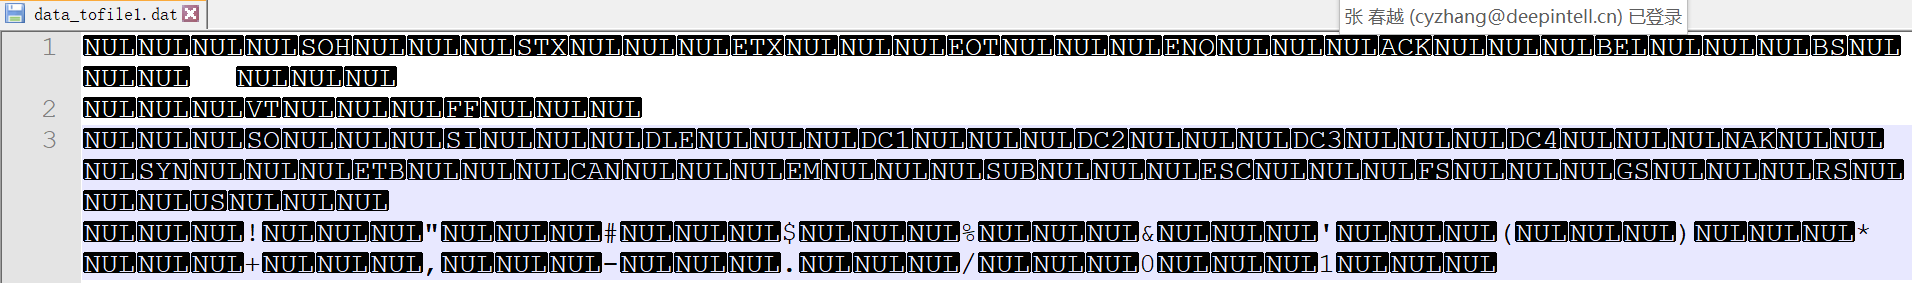 data_tofile1.dat
张 春越 (cyzhang@deepintell.cn) 已登录
1 NULNULNULNULSOHNULNULNULSTXNULNULNULETXNULNULNULEOTNULNULNULENQNULNULNULACKNULNULNULBELNULNULNULBSNUL
NULNUL NULNULNUL
2 NULNULNULVTNULNULNULFFNULNULNUL
3 NULNULNULSONULNULNULSINULNULNULDLENULNULNULDC1NULNULNULDC2NULNULNULDC3NULNULNULDC4NULNULNULNAKNULNUL
NULSYNNULNULNULETBNULNULNULCANNULNULNULEMNULNULNULSUBNULNULNULESCNULNULNULFSNULNULNULGSNULNULNULRSNUL
NULNULUSNULNULNUL
NULNULNUL!NULNULNUL"NULNULNUL#NULNULNUL$NULNULNUL%NULNULNUL&NULNULNUL'NULNULNUL(NULNULNUL)NULNULNUL*
NULNULNUL+NULNULNUL,NULNULNUL-NULNULNUL.NULNULNUL/NULNULNUL0NULNULNUL1NULNULNUL